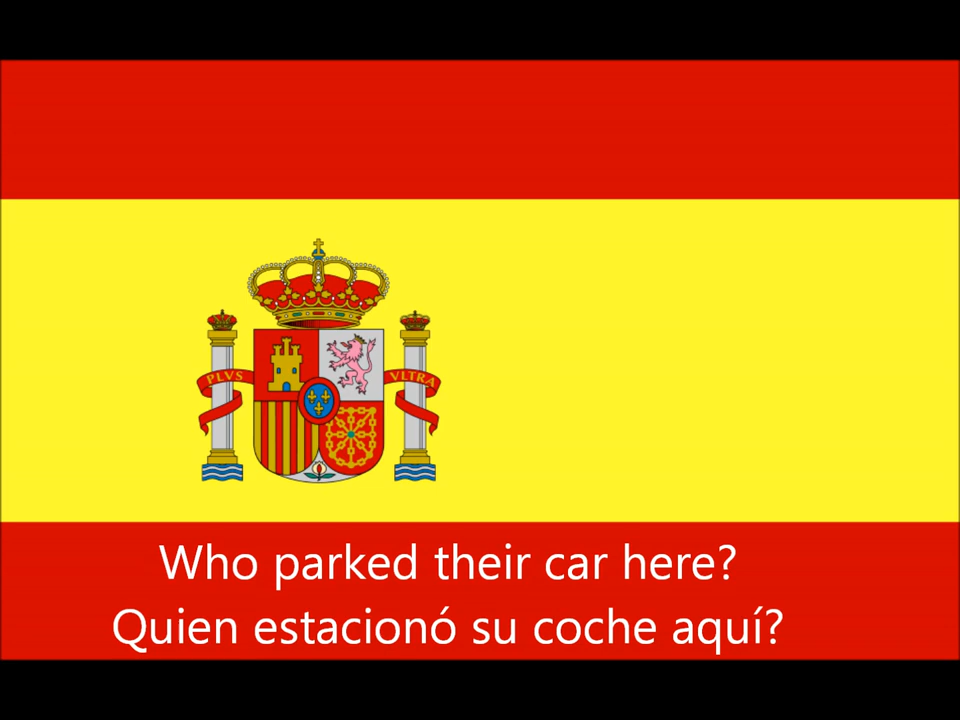 PLVS VLTRA
Who parked their car here?
Quien estacionó su coche aquí?